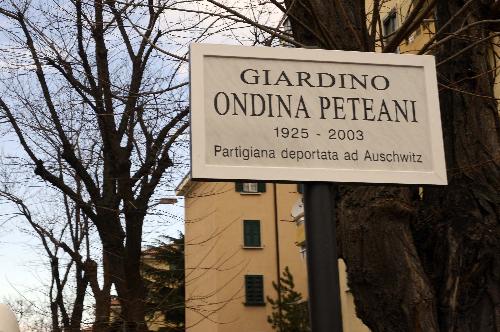 GIARDINO
ONDINA PETEANI
1925 - 2003
Partigiana deportata ad Auschwitz